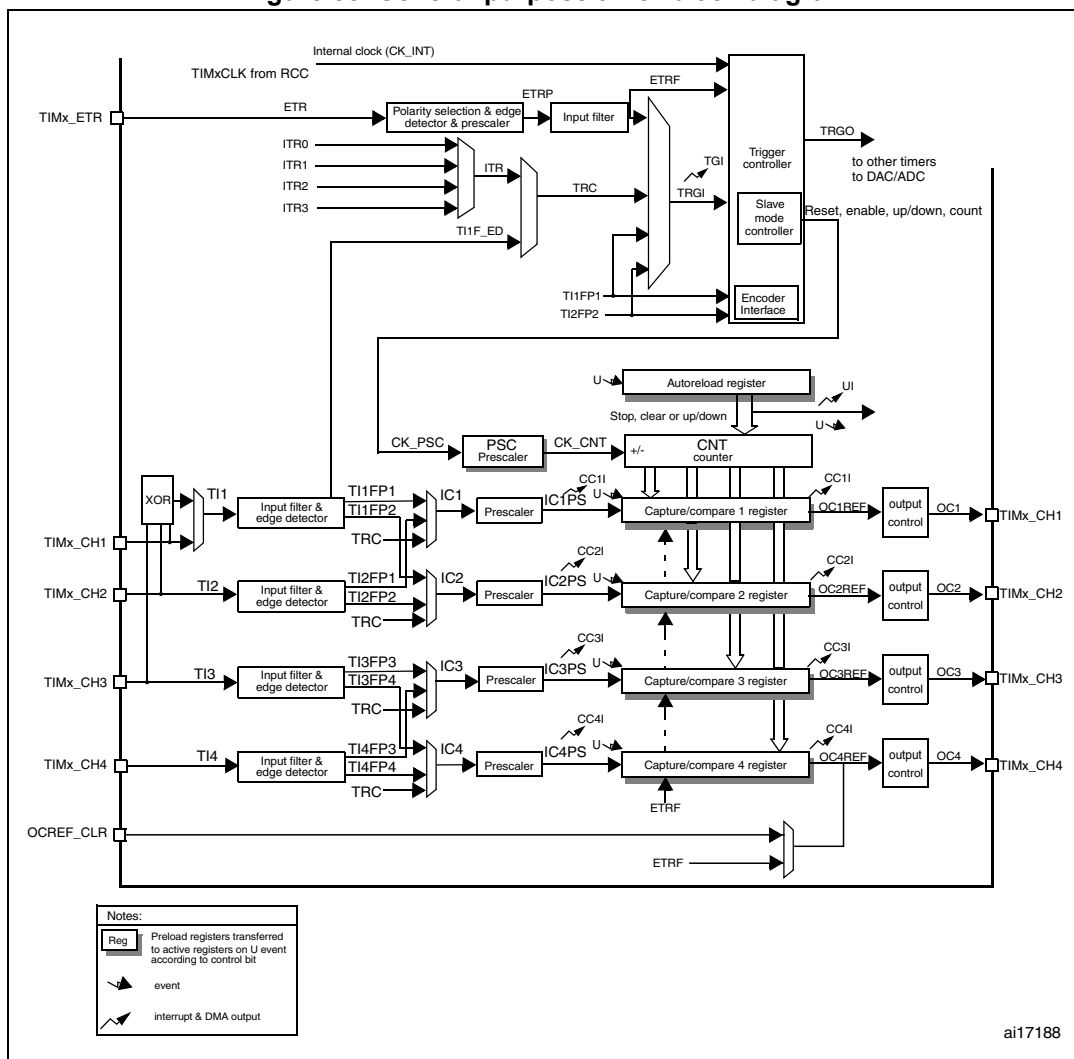 Internal clock (CK_INT)
TIMxCLK from RCC
ETRF
TIMx_ETR
ETR
Polarity selection & edge
detector & prescaler
ETRP
Input filter
ITR0
ITR1
ITR2
ITR3
ITR
TI1F_ED
TRC
TGI
TRGI
Trigger
controller
TRGO
to other timers
to DAC/ADC
Slave
mode
controller
Reset, enable, up/down, count
TI1FP1
TI2FP2
Encoder
Interface
U
Autoreload register
UI
Stop, clear or up/down
U
CK_PSC
PSC
Prescaler
CK_CNT
+/-
CNT
counter
XOR
TI1
Input filter &
edge detector
TI1FP1
TI1FP2
TRC
IC1
Prescaler
CC1I
IC1PS
U
Capture/compare 1 register
CC1I
OC1REF
output
control
OC1
TIMx_CH1
TIMx_CH1
TIMx_CH2
TI2
Input filter &
edge detector
TI2FP1
TI2FP2
TRC
IC2
Prescaler
CC2I
IC2PS
U
Capture/compare 2 register
CC2I
OC2REF
output
control
OC2
TIMx_CH2
TIMx_CH3
TI3
Input filter &
edge detector
TI3FP3
TI3FP4
TRC
IC3
Prescaler
CC3I
IC3PS
U
Capture/compare 3 register
CC3I
OC3REF
output
control
OC3
TIMx_CH3
TIMx_CH4
TI4
Input filter &
edge detector
TI4FP3
TI4FP4
TRC
IC4
Prescaler
CC4I
IC4PS
U
Capture/compare 4 register
CC4I
OC4REF
output
control
OC4
TIMx_CH4
ETRF
OCREF_CLR
ETRF
Notes:
Reg
Preload registers transferred
to active registers on U event
according to control bit
event
interrupt & DMA output
ai17188